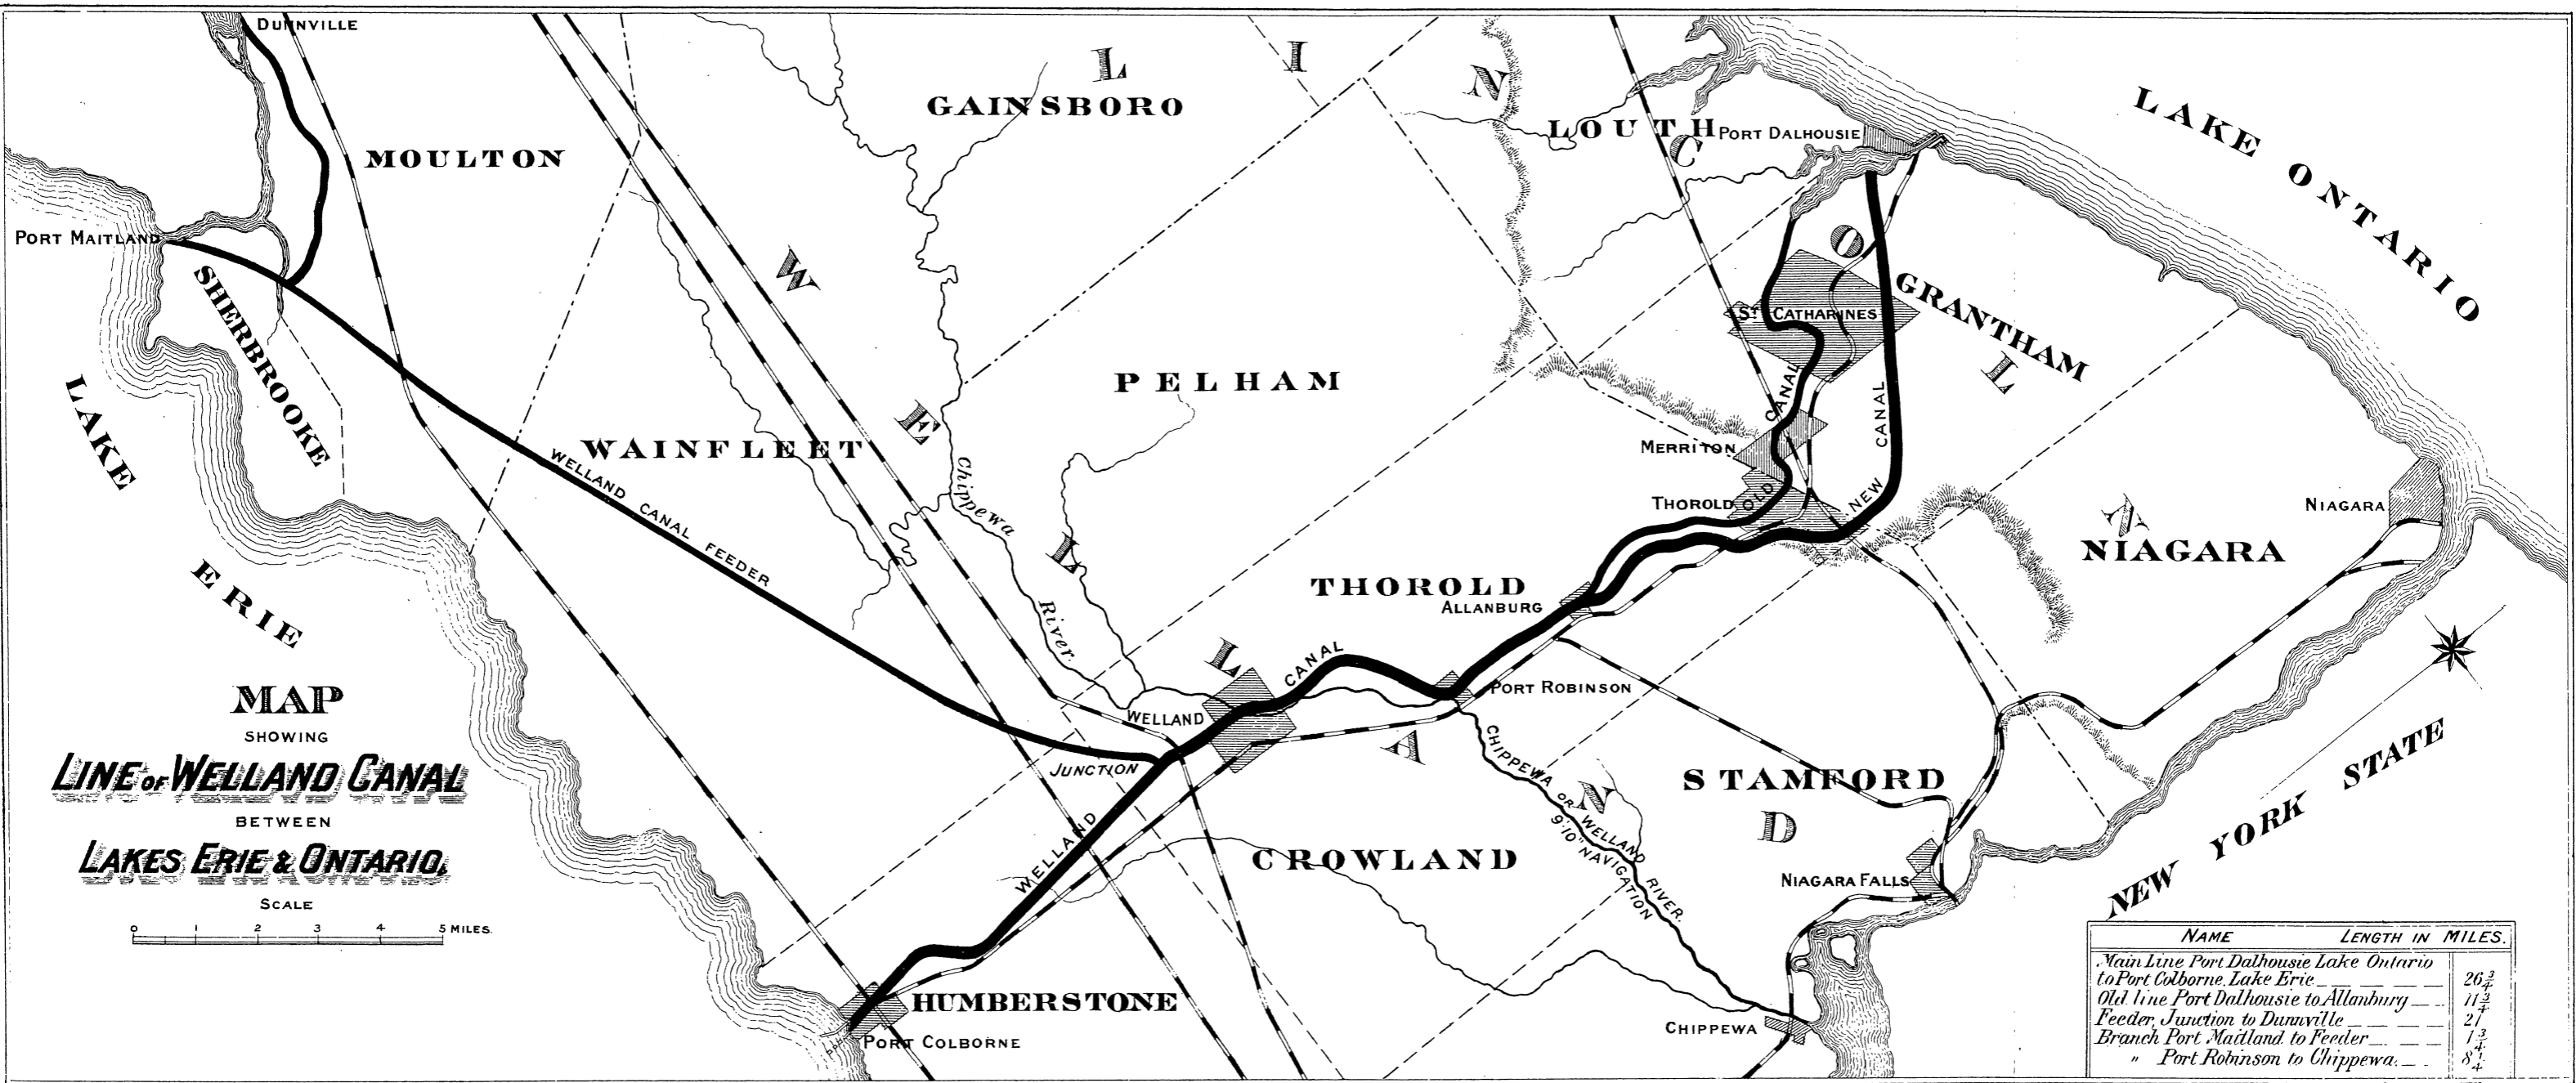 DUNNVILLE
MOULTON
GAINSBORO
LINCOLN
LOUTH
PORT DALHOUSIE
LAKE ONTARIO
PORT MAITLAND
SHERBROOKE
LAKE ERIE
WAINFLEET
WELLAND CANAL FEEDER
WELLAND
PELHAM
Chippewa River.
ST. CATHARINES
GRANTHAM
MERRITON
THOROLD
OLD CANAL
NEW CANAL
NIAGARA
NIAGARA
THOROLD
ALLANBURG
PORT ROBINSON
WELLAND
JUNCTION
WELLAND CANAL
CROWLAND
CHIPPEWA OR WELLAND RIVER.
9'10" NAVIGATION
STAMFORD
NIAGARA FALLS
CHIPPEWA
HUMBERSTONE
PORT COLBORNE
NEW YORK STATE
MAP
SHOWING
LINE OF WELLAND CANAL
BETWEEN
LAKES ERIE & ONTARIO.
SCALE
0 1 2 3 4 5 MILES.
NAME LENGTH IN MILES.
Main Line Port Dalhousie Lake Ontario
to Port Colborne, Lake Erie 26 3/4
Old line Port Dalhousie to Allanburg 11 3/4
Feeder, Junction to Dunnville 21
Branch Port Maitland to Feeder 1 3/4
" Port Robinson to Chippewa 8 1/4